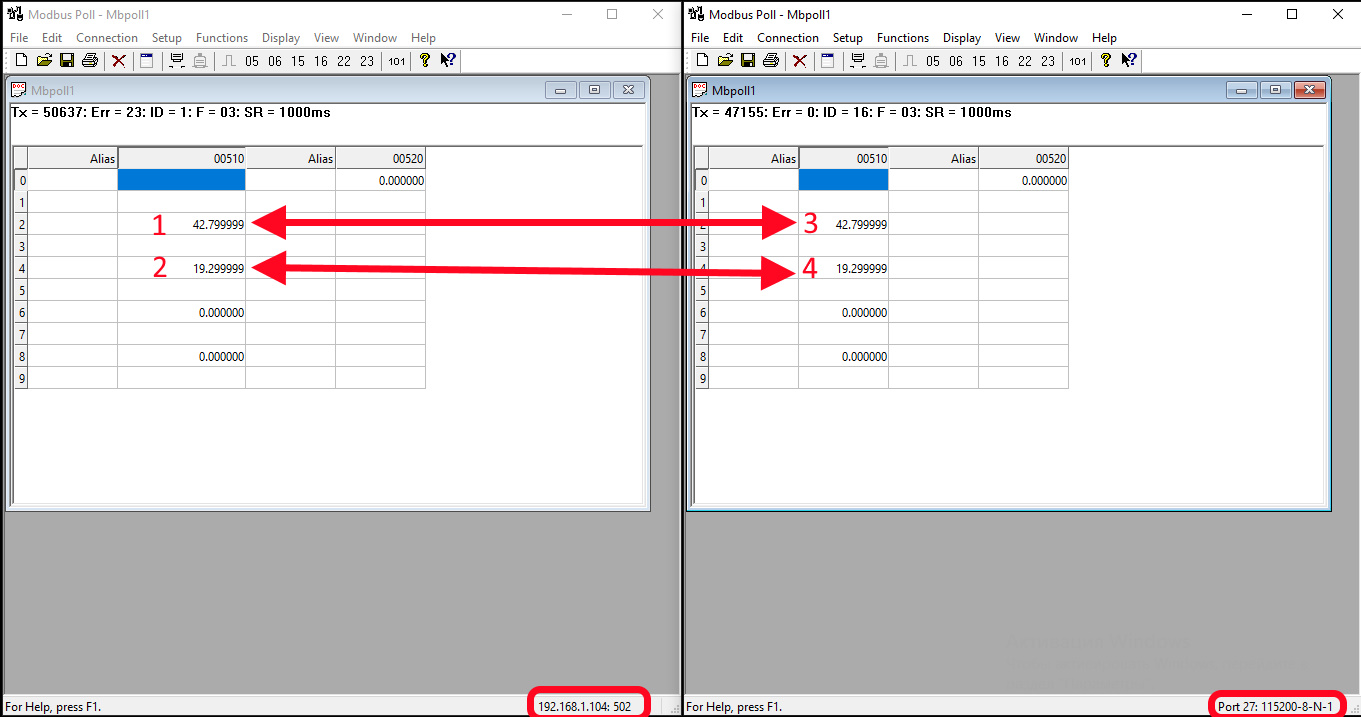 Modbus Poll - Mbpoll1
File Edit Connection Setup Functions Display View Window Help
05 06 15 16 22 23 101
Mbpoll1
Tx = 50637: Err = 23: ID = 1: F = 03: SR = 1000ms
Alias 00510 Alias 00520
0 0.000000
1
2 1 42.799999
3
4 2 19.299999
5
6 0.000000
7
8 0.000000
9
For Help, press F1.
192.168.1.104: 502
Modbus Poll - Mbpoll1
File Edit Connection Setup Functions Display View Window Help
05 06 15 16 22 23 101
Mbpoll1
Tx = 47155: Err = 0: ID = 16: F = 03: SR = 1000ms
Alias 00510 Alias 00520
0 0.000000
1
2 3 42.799999
3
4 4 19.299999
5
6 0.000000
7
8 0.000000
9
For Help, press F1.
Port 27: 115200-8-N-1